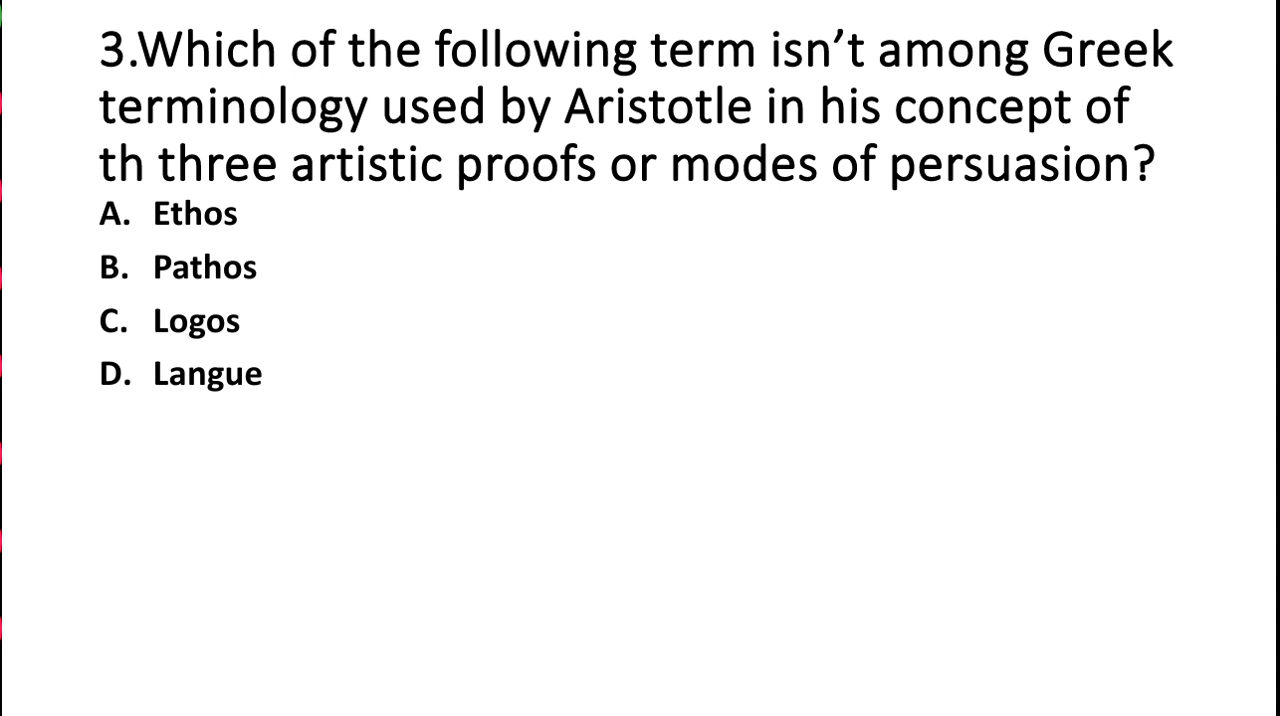 3.Which of the following term isn’t among Greek
terminology used by Aristotle in his concept of
th three artistic proofs or modes of persuasion?
A. Ethos
B. Pathos
C. Logos
D. Langue